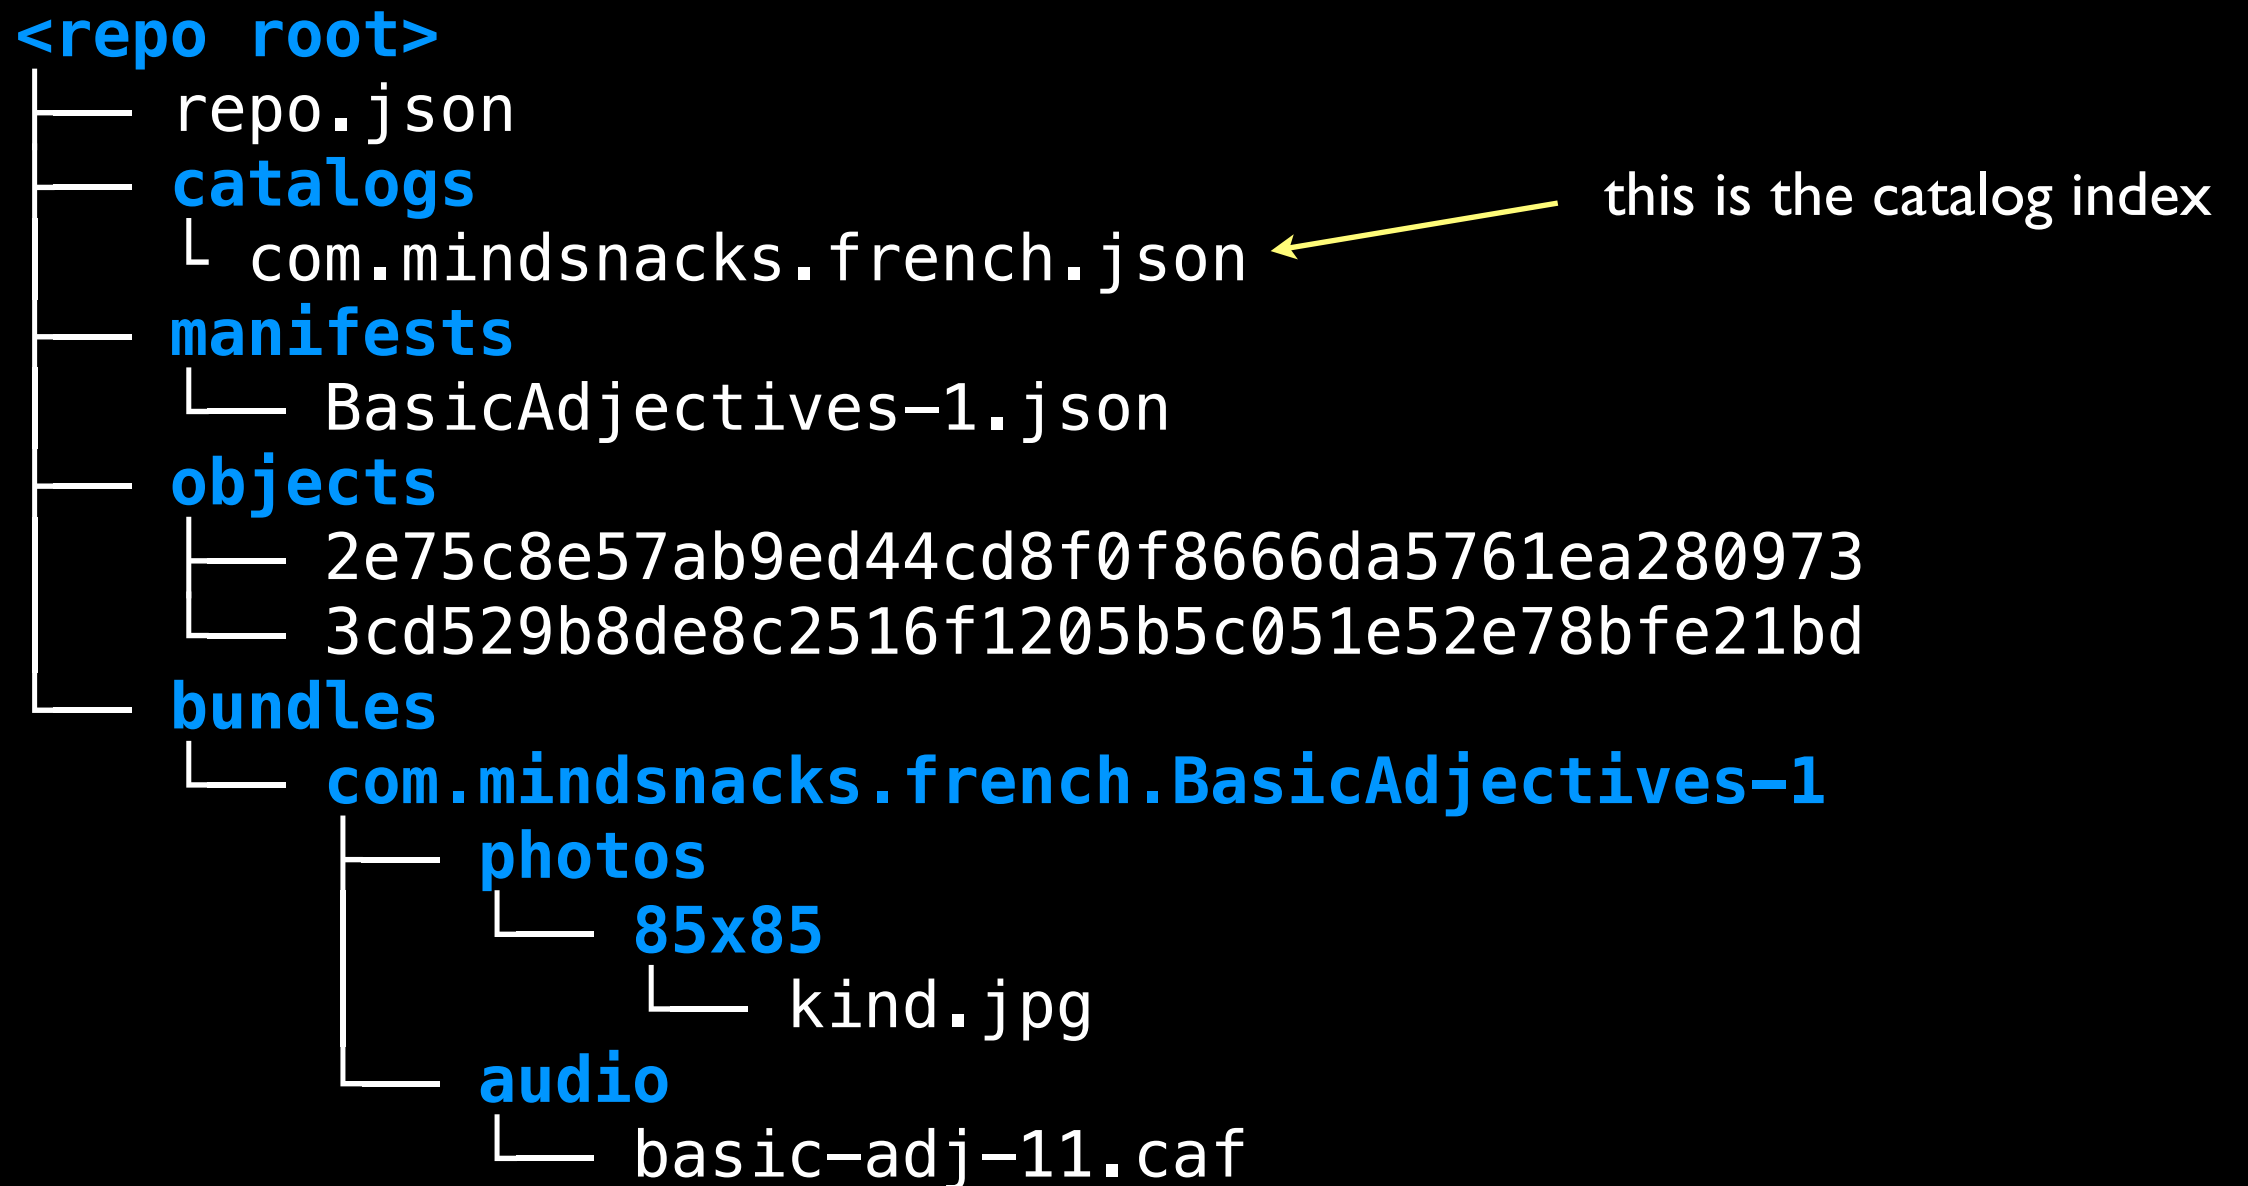 <repo root>
repo.json
catalogs
this is the catalog index
com.mindsnacks.french.json
manifests
BasicAdjectives-1.json
objects
2e75c8e57ab9ed44cd8f0f8666da5761ea280973
3cd529b8de8c2516f1205b5c051e52e78bfe21bd
bundles
com.mindsnacks.french.BasicAdjectives-1
photos
85x85
kind.jpg
audio
basic-adj-11.caf